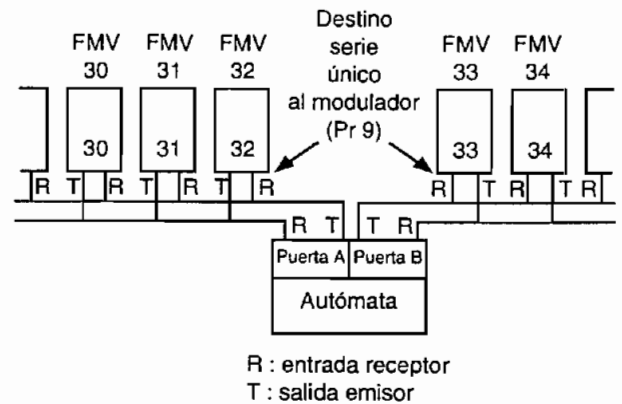 Destino
serie
único
al modulador
(Pr 9)
FMV FMV FMV
30 31 32
FMV FMV
33 34
30 31 32
33 34
R T R T R T R
R T R T R
R T T R
Puerta A Puerta B
Autómata
R : entrada receptor
T : salida emisor